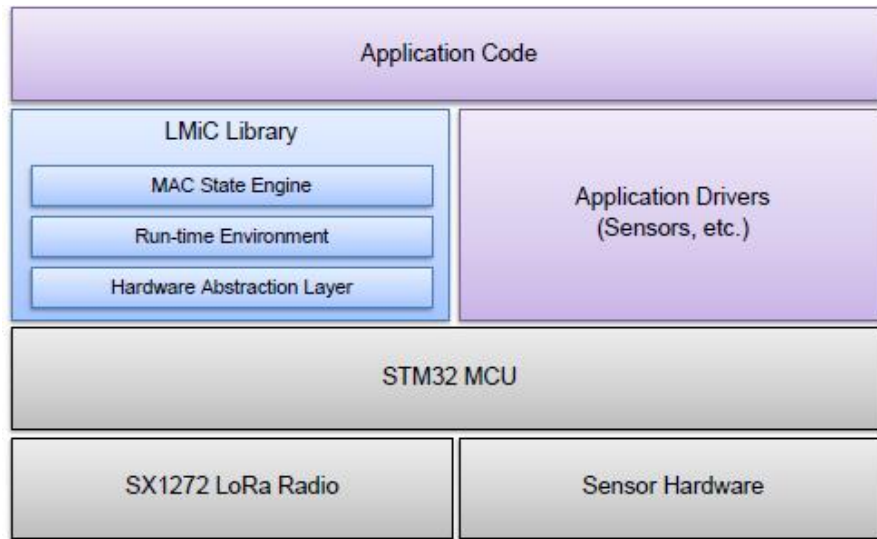 Application Code
LMiC Library
MAC State Engine
Run-time Environment
Hardware Abstraction Layer
Application Drivers
(Sensors, etc.)
STM32 MCU
SX1272 LoRa Radio
Sensor Hardware